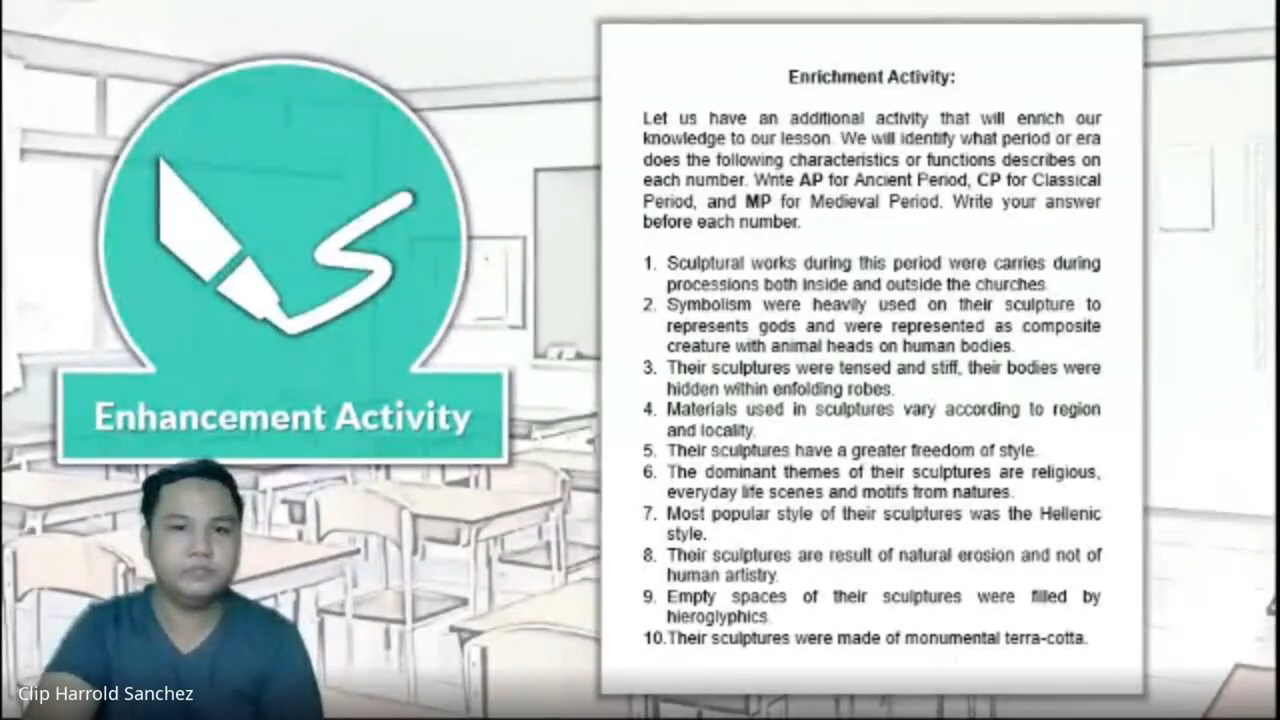 Enrichment Activity:
Let us have an additional activity that will enrich our
knowledge to our lesson. We will identify what period or era
does the following characteristics or functions describes on
each number. Write AP for Ancient Period, CP for Classical
Period, and MP for Medieval Period. Write your answer
before each number.
1. Sculptural works during this period were carries during
processions both inside and outside the churches.
2. Symbolism were heavily used on their sculpture to
represents gods and were represented as composite
creature with animal heads on human bodies.
3. Their sculptures were tensed and stiff, their bodies were
hidden within enfolding robes.
4. Materials used in sculptures vary according to region
and locality.
5. Their sculptures have a greater freedom of style.
6. The dominant themes of their sculptures are religious,
everyday life scenes and motifs from natures.
7. Most popular style of their sculptures was the Hellenic
style.
8. Their sculptures are result of natural erosion and not of
human artistry.
9. Empty spaces of their sculptures were filled by
hieroglyphics.
10.Their sculptures were made of monumental terra-cotta.
Enhancement Activity
Clip Harrold Sanchez